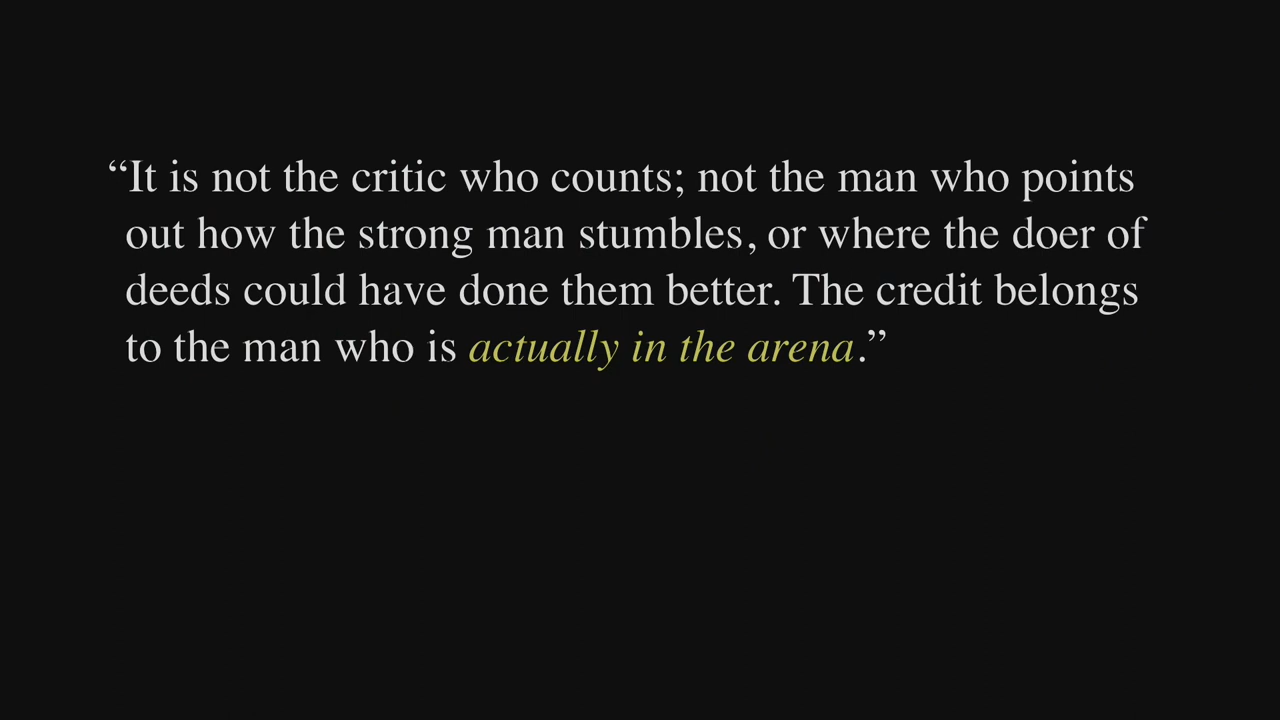 “It is not the critic who counts; not the man who points
out how the strong man stumbles, or where the doer of
deeds could have done them better. The credit belongs
to the man who is actually in the arena.”